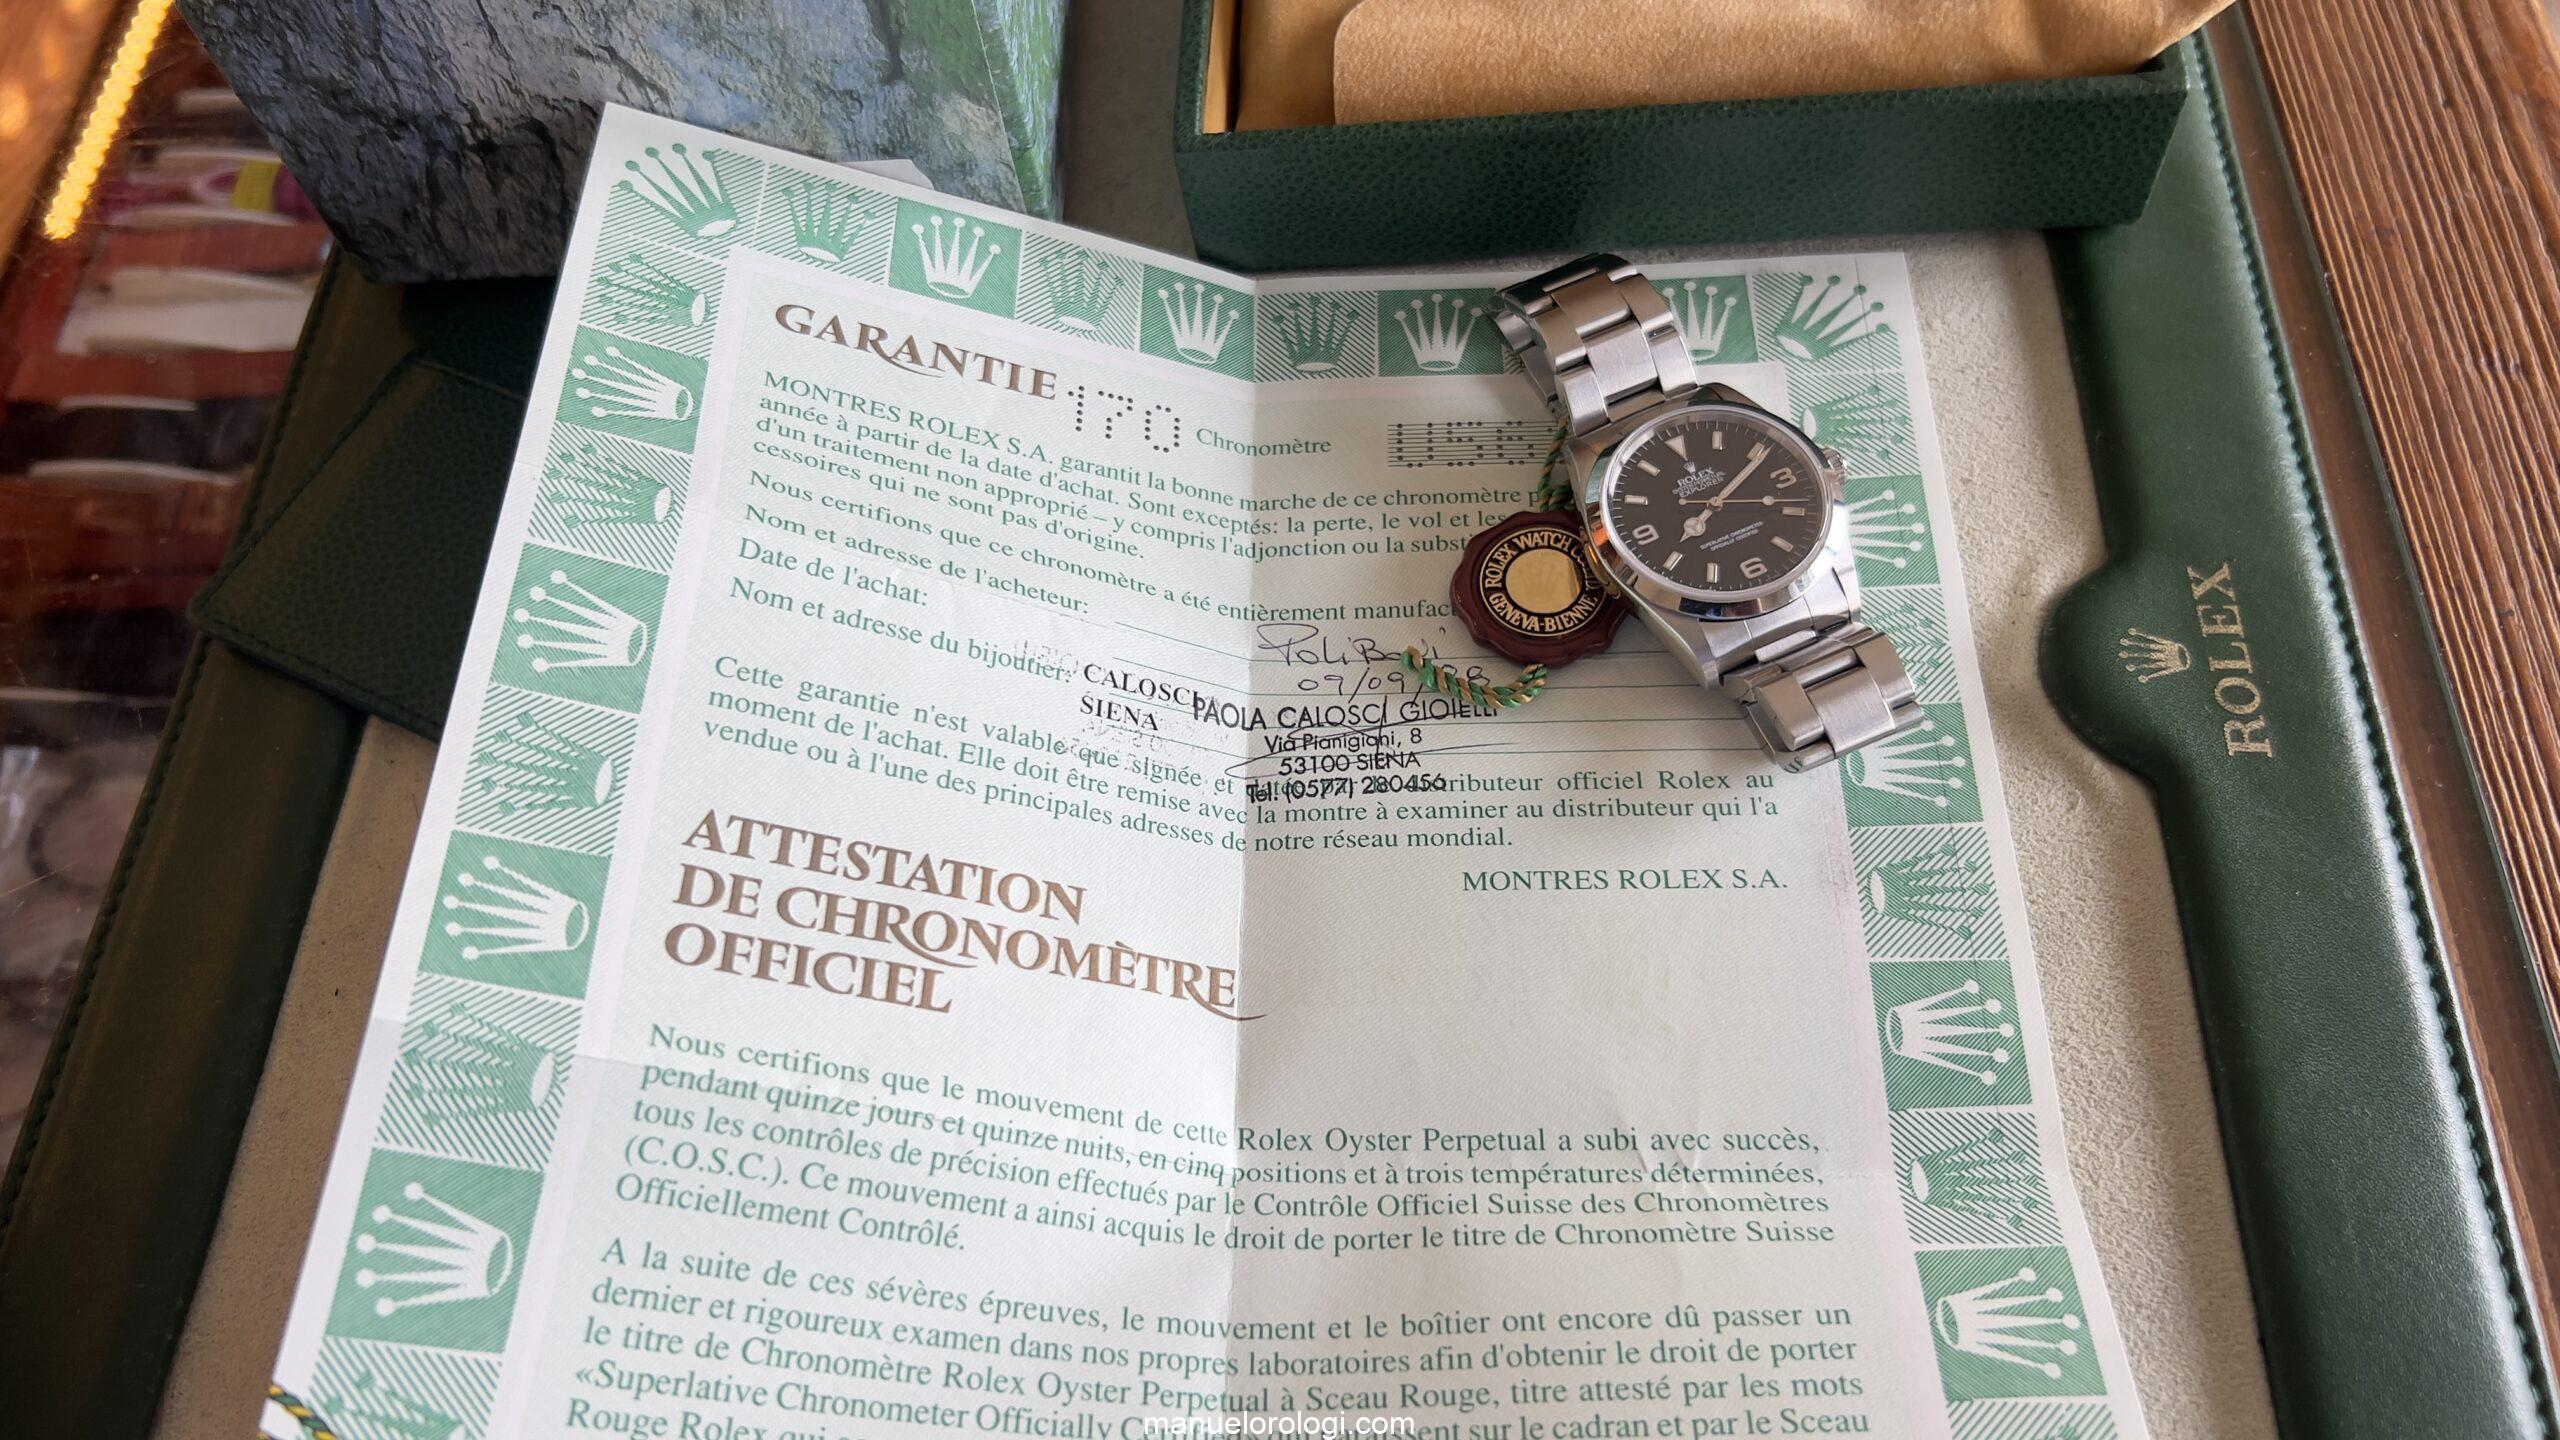 GARANTIE 170 Chronomètre U56
MONTRES ROLEX S.A. garantit la bonne marche de ce chronomètre
année à partir de la date d'achat. Sont exceptés: la perte, le vol et les
d'un traitement non approprié – y compris l'adjonction ou la substi
cessoires qui ne sont pas d'origine.
Nous certifions que ce chronomètre a été entièrement manufac
Nom et adresse de l'acheteur:
Date de l'achat: 09/09/
Nom et adresse du bijoutier: CALOSCI
SIENA
PAOLA CALOSCI GIOIELLI
Via Pianigiani, 8
53100 SIENA
Tel. (0577) 280456
Cette garantie n'est valable que signée et distributeur officiel Rolex au
moment de l'achat. Elle doit être remise avec la montre à examiner au distributeur qui l'a
vendue ou à l'une des principales adresses de notre réseau mondial.
MONTRES ROLEX S.A.
ATTESTATION
DE CHRONOMÈTRE
OFFICIEL
Nous certifions que le mouvement de cette Rolex Oyster Perpetual a subi avec succès,
pendant quinze jours et quinze nuits, en cinq positions et à trois températures déterminées,
tous les contrôles de précision effectués par le Contrôle Officiel Suisse des Chronomètres
(C.O.S.C.). Ce mouvement a ainsi acquis le droit de porter le titre de Chronomètre Suisse
Officiellement Contrôlé.
A la suite de ces sévères épreuves, le mouvement et le boîtier ont encore dû passer un
dernier et rigoureux examen dans nos propres laboratoires afin d'obtenir le droit de porter
le titre de Chronomètre Rolex Oyster Perpetual à Sceau Rouge, titre attesté par les mots
«Superlative Chronometer Officially sur le cadran et par le Sceau
Rouge Rolex
ROLEX WATCH
GENEVA-BIENNE
ROLEX
OYSTER PERPETUAL
EXPLORER
3
6
9
SUPERLATIVE CHRONOMETER
OFFICIALLY CERTIFIED
ROLEX
manuelorologi.com